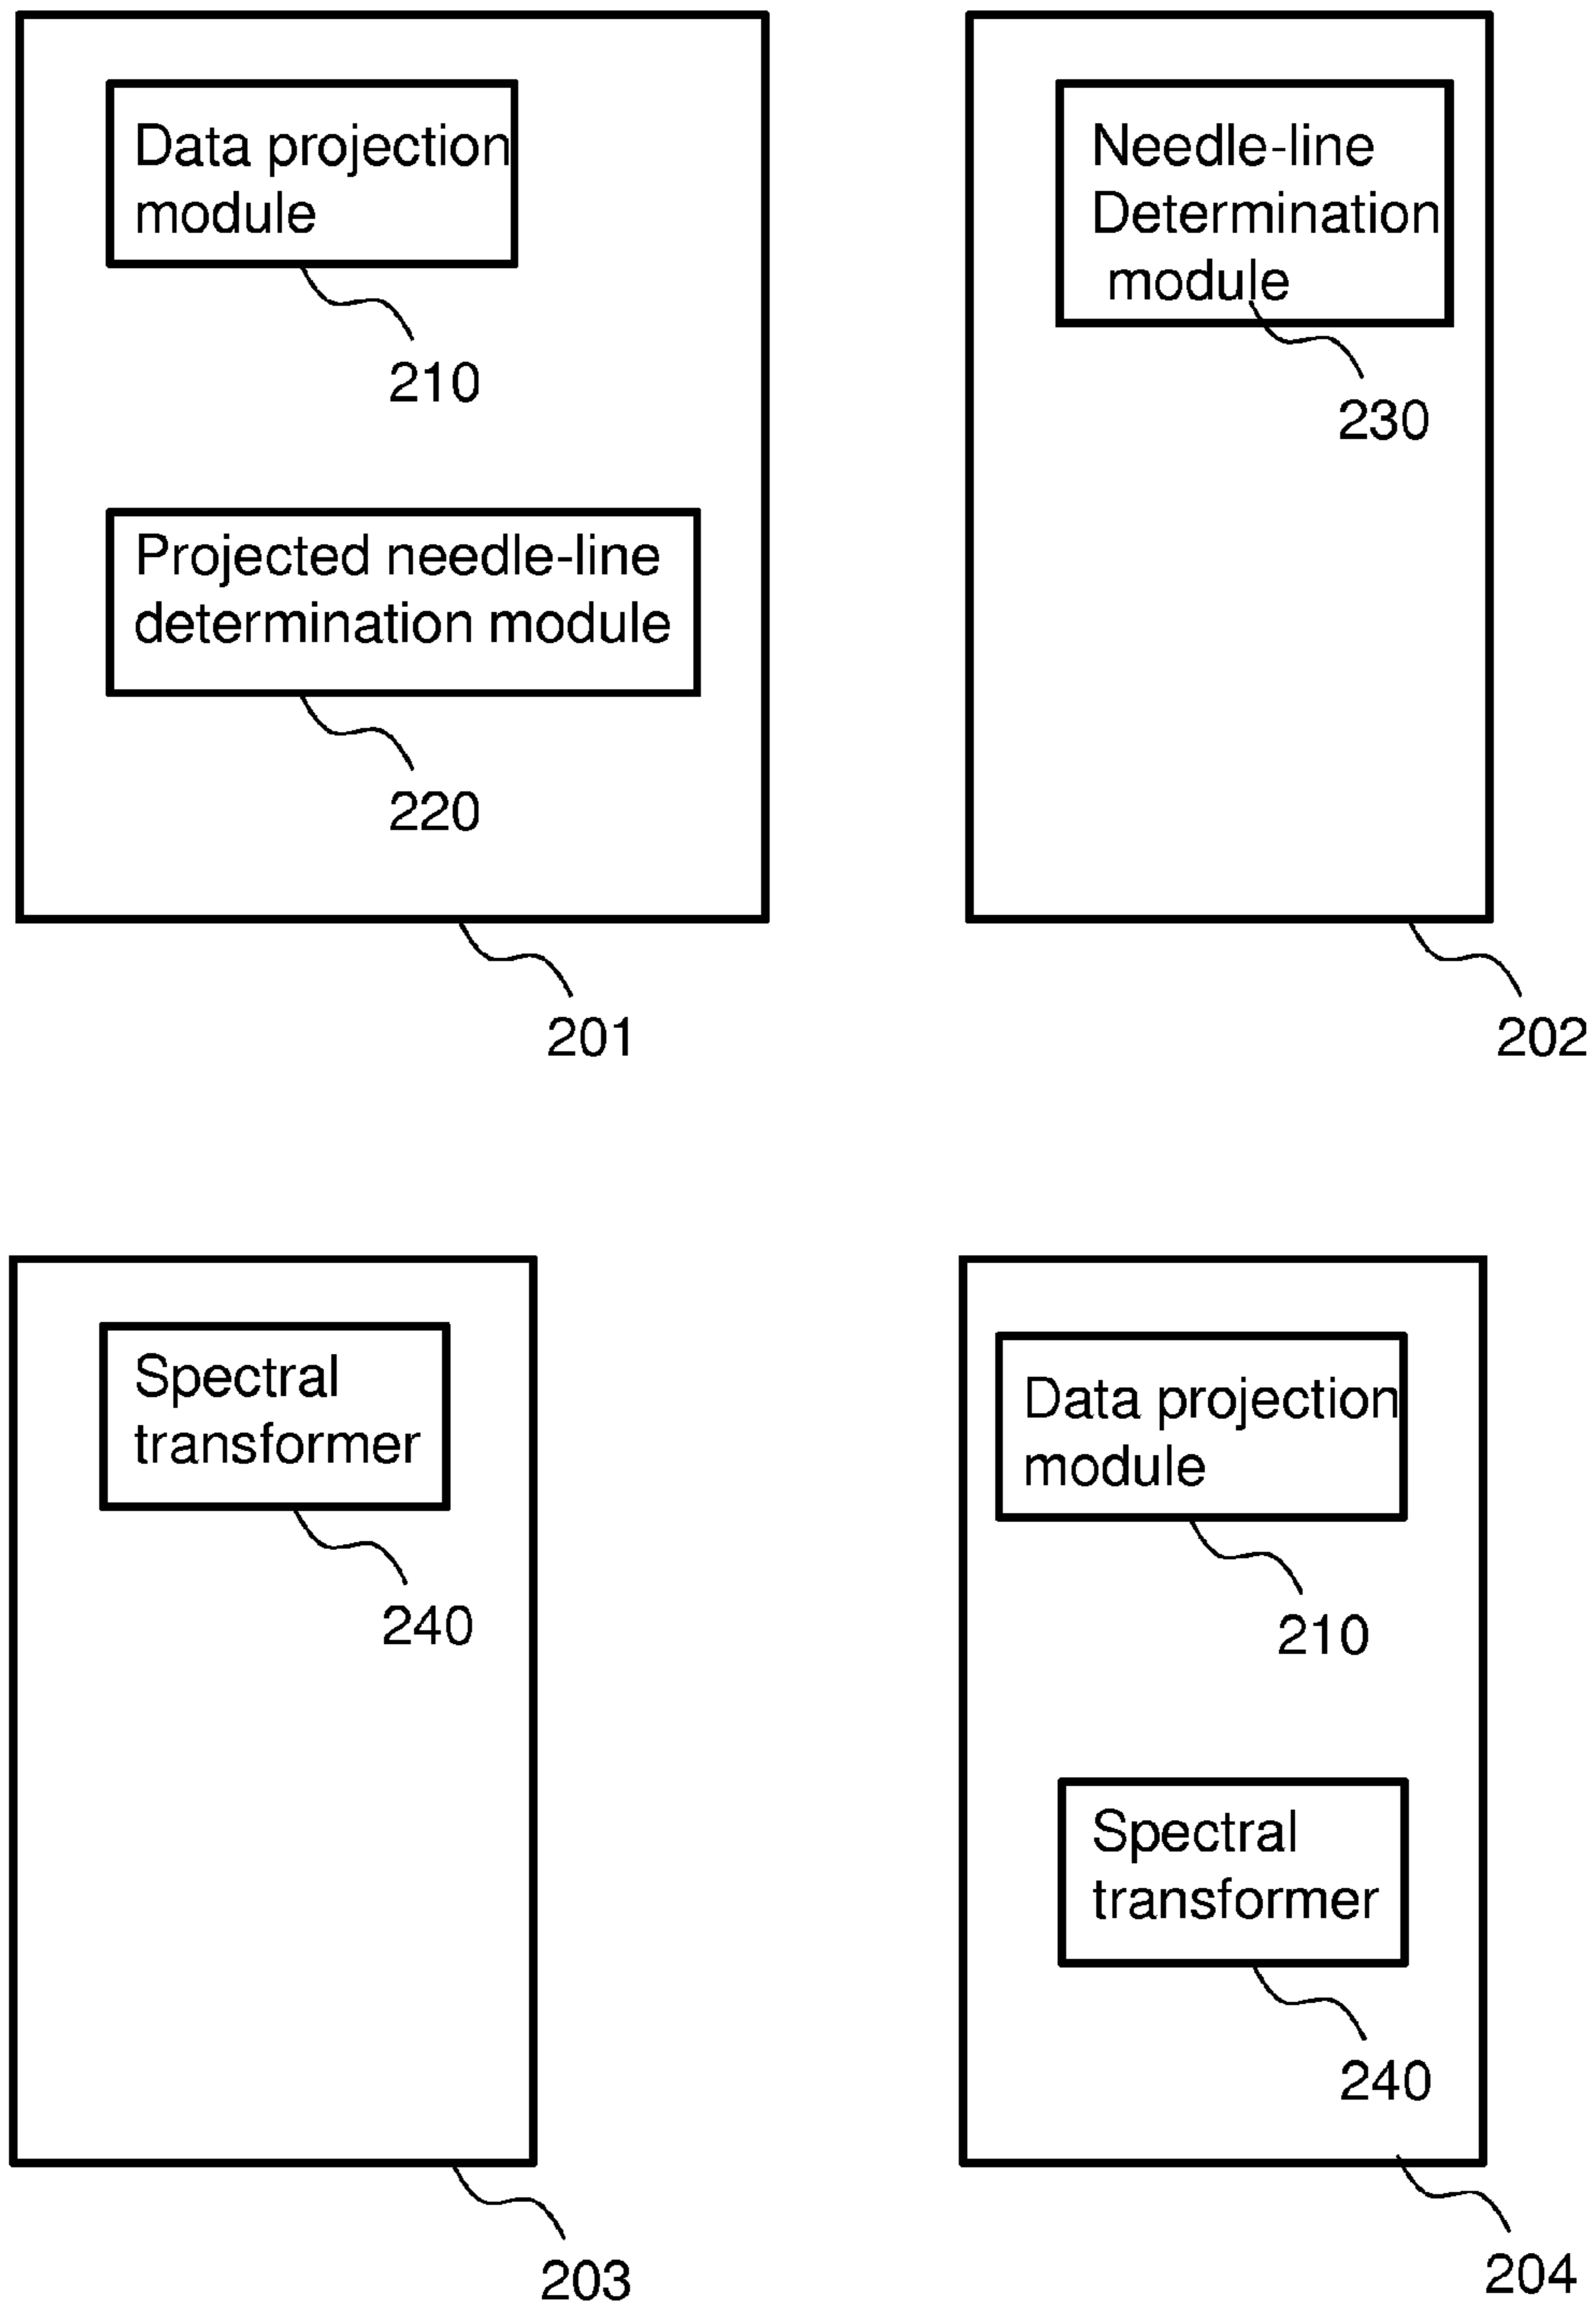 Data projection
module
210
Projected needle-line
determination module
220
201
Needle-line
Determination
module
230
202
Spectral
transformer
240
203
Data projection
module
210
Spectral
transformer
240
204